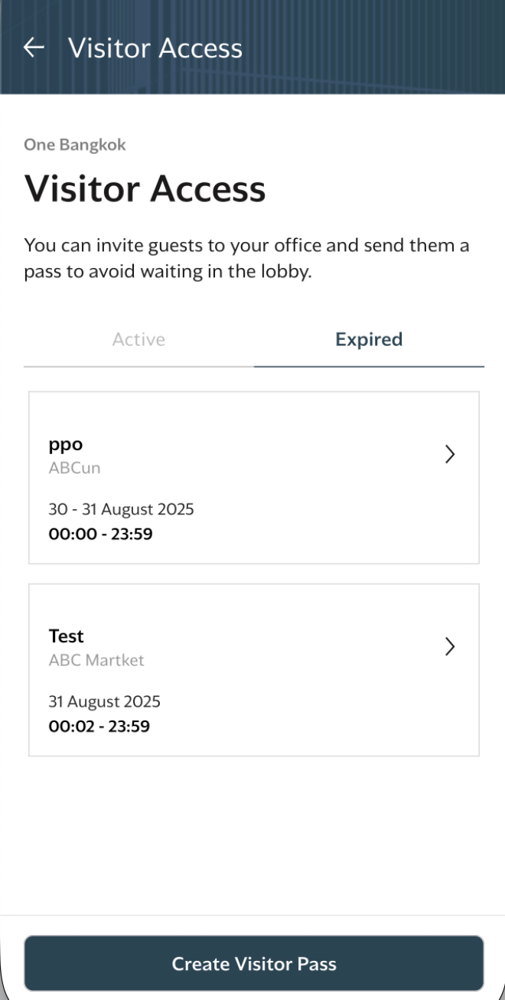 Visitor Access
One Bangkok
Visitor Access
You can invite guests to your office and send them a
pass to avoid waiting in the lobby.
Active
Expired
ppo
ABCun
30 - 31 August 2025
00:00 - 23:59
Test
ABC Martket
31 August 2025
00:02 - 23:59
Create Visitor Pass